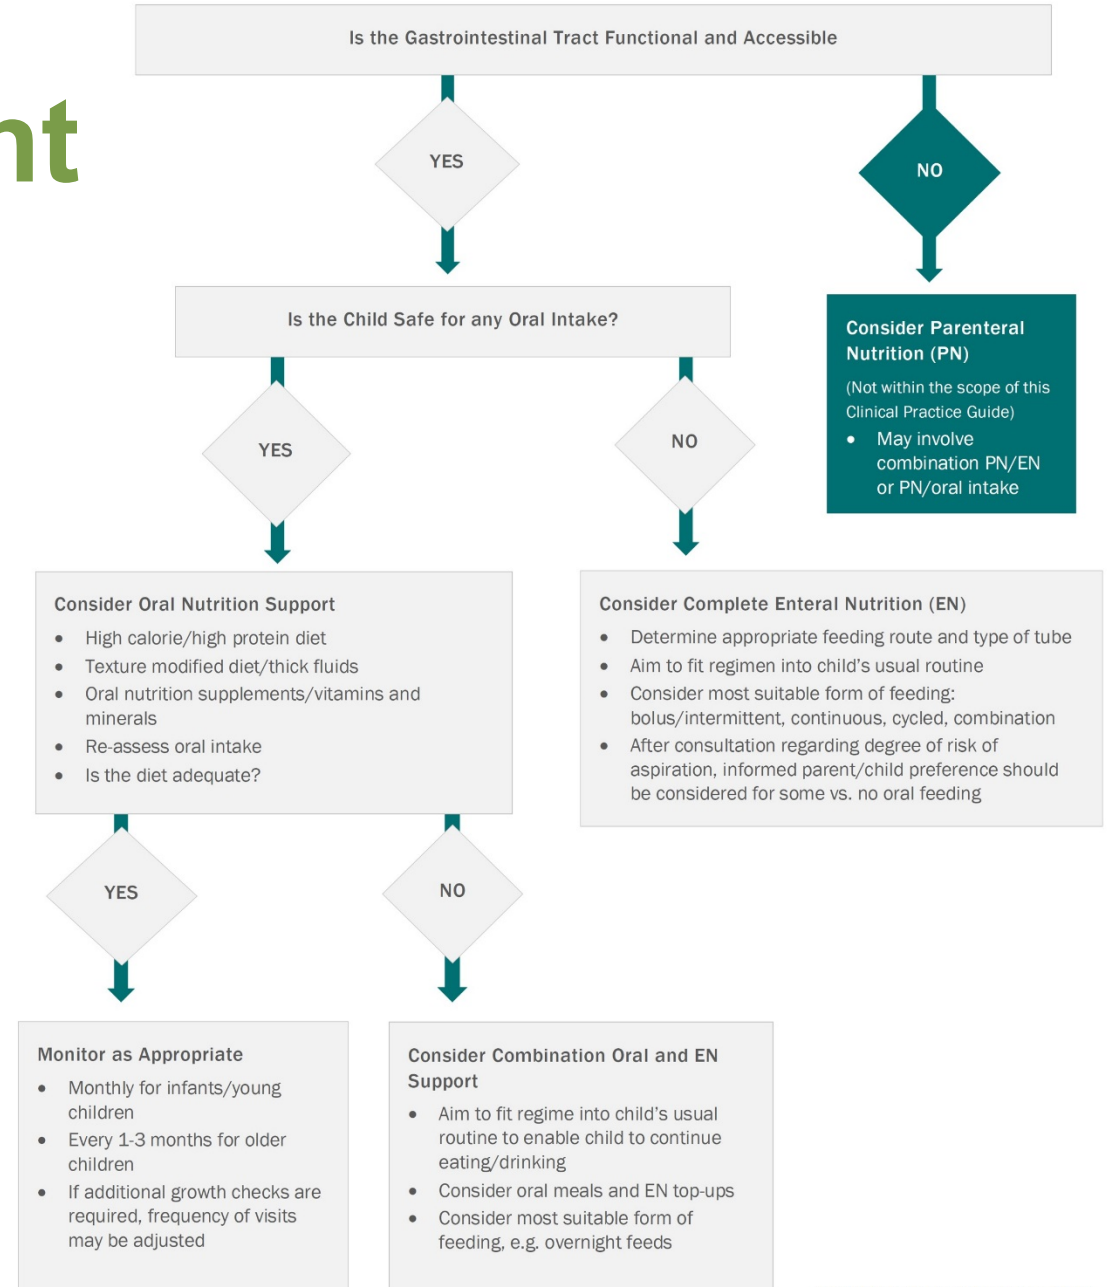 nt
Is the Gastrointestinal Tract Functional and Accessible
YES
NO
Is the Child Safe for any Oral Intake?
YES
NO
Consider Parenteral
Nutrition (PN)
(Not within the scope of this
Clinical Practice Guide)
• May involve
combination PN/EN
or PN/oral intake
Consider Oral Nutrition Support
• High calorie/high protein diet
• Texture modified diet/thick fluids
• Oral nutrition supplements/vitamins and
minerals
• Re-assess oral intake
• Is the diet adequate?
Consider Complete Enteral Nutrition (EN)
• Determine appropriate feeding route and type of tube
• Aim to fit regimen into child's usual routine
• Consider most suitable form of feeding:
bolus/intermittent, continuous, cycled, combination
• After consultation regarding degree of risk of
aspiration, informed parent/child preference should
be considered for some vs. no oral feeding
YES
NO
Monitor as Appropriate
• Monthly for infants/young
children
• Every 1-3 months for older
children
• If additional growth checks are
required, frequency of visits
may be adjusted
Consider Combination Oral and EN
Support
• Aim to fit regime into child's usual
routine to enable child to continue
eating/drinking
• Consider oral meals and EN top-ups
• Consider most suitable form of
feeding, e.g. overnight feeds